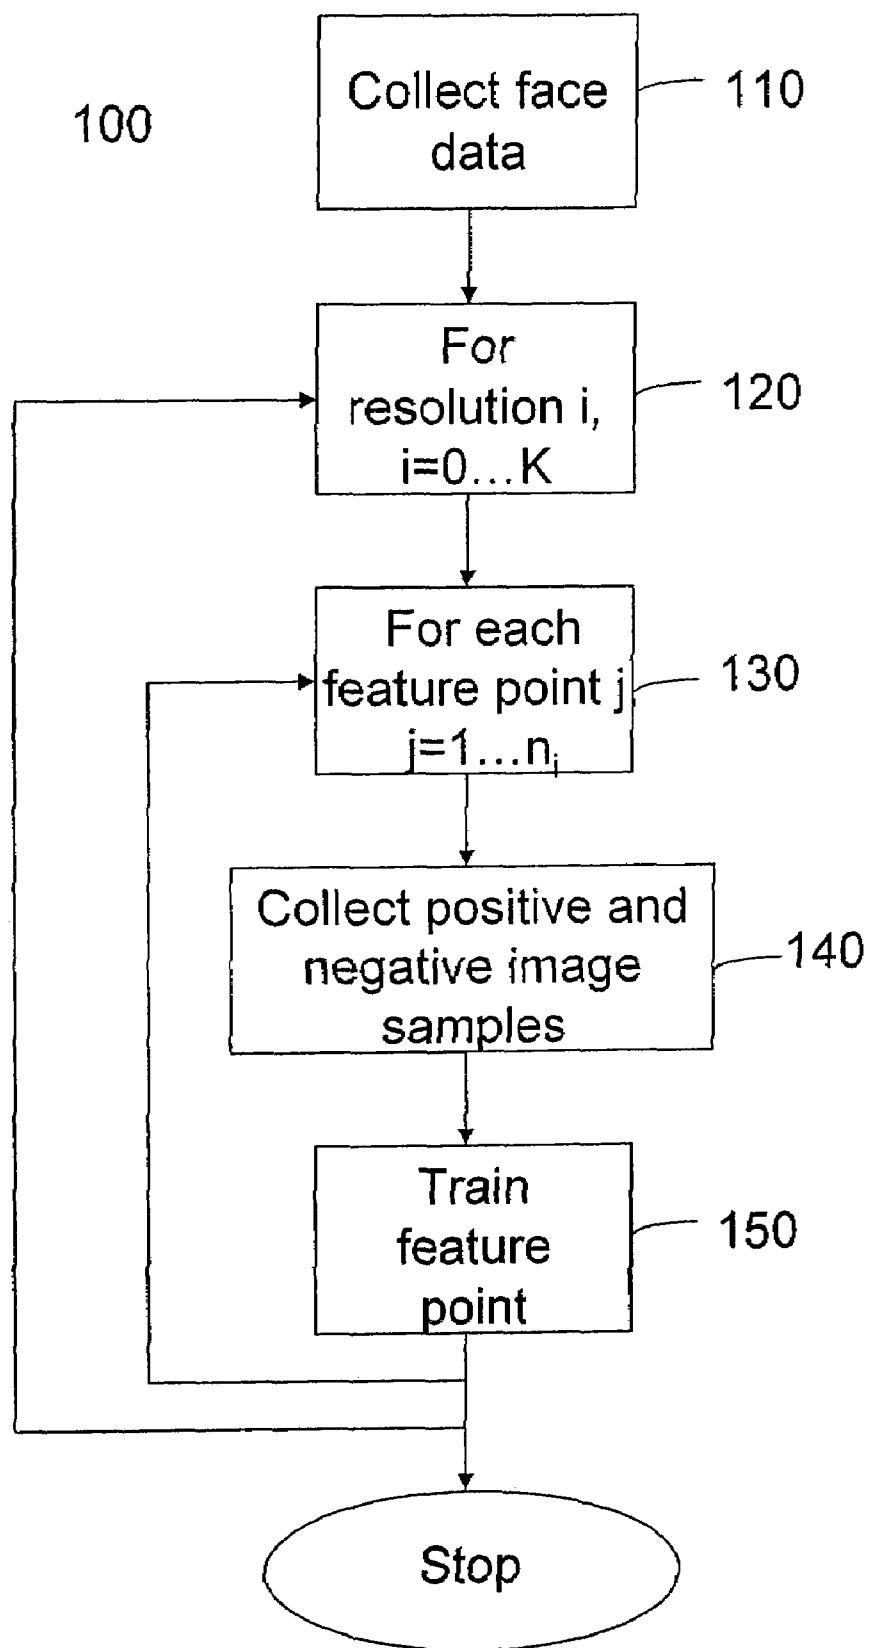 100
Collect face
data
110
For
resolution i,
i=0...K
120
For each
feature point j
j=1...nᵢ
130
Collect positive and
negative image
samples
140
Train
feature
point
150
Stop